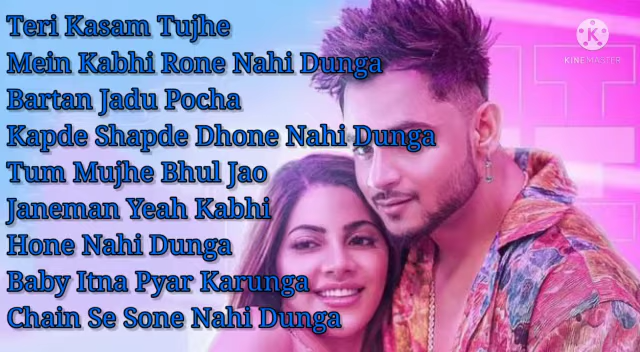 Teri Kasam Tujhe
Mein Kabhi Rone Nahi Dunga
Bartan Jadu Pocha
Kapde Shapde Dhone Nahi Dunga
Tum Mujhe Bhul Jao
Janeman Yeah Kabhi
Hone Nahi Dunga
Baby Itna Pyar Karunga
Chain Se Sone Nahi Dunga
K
KINEMASTER